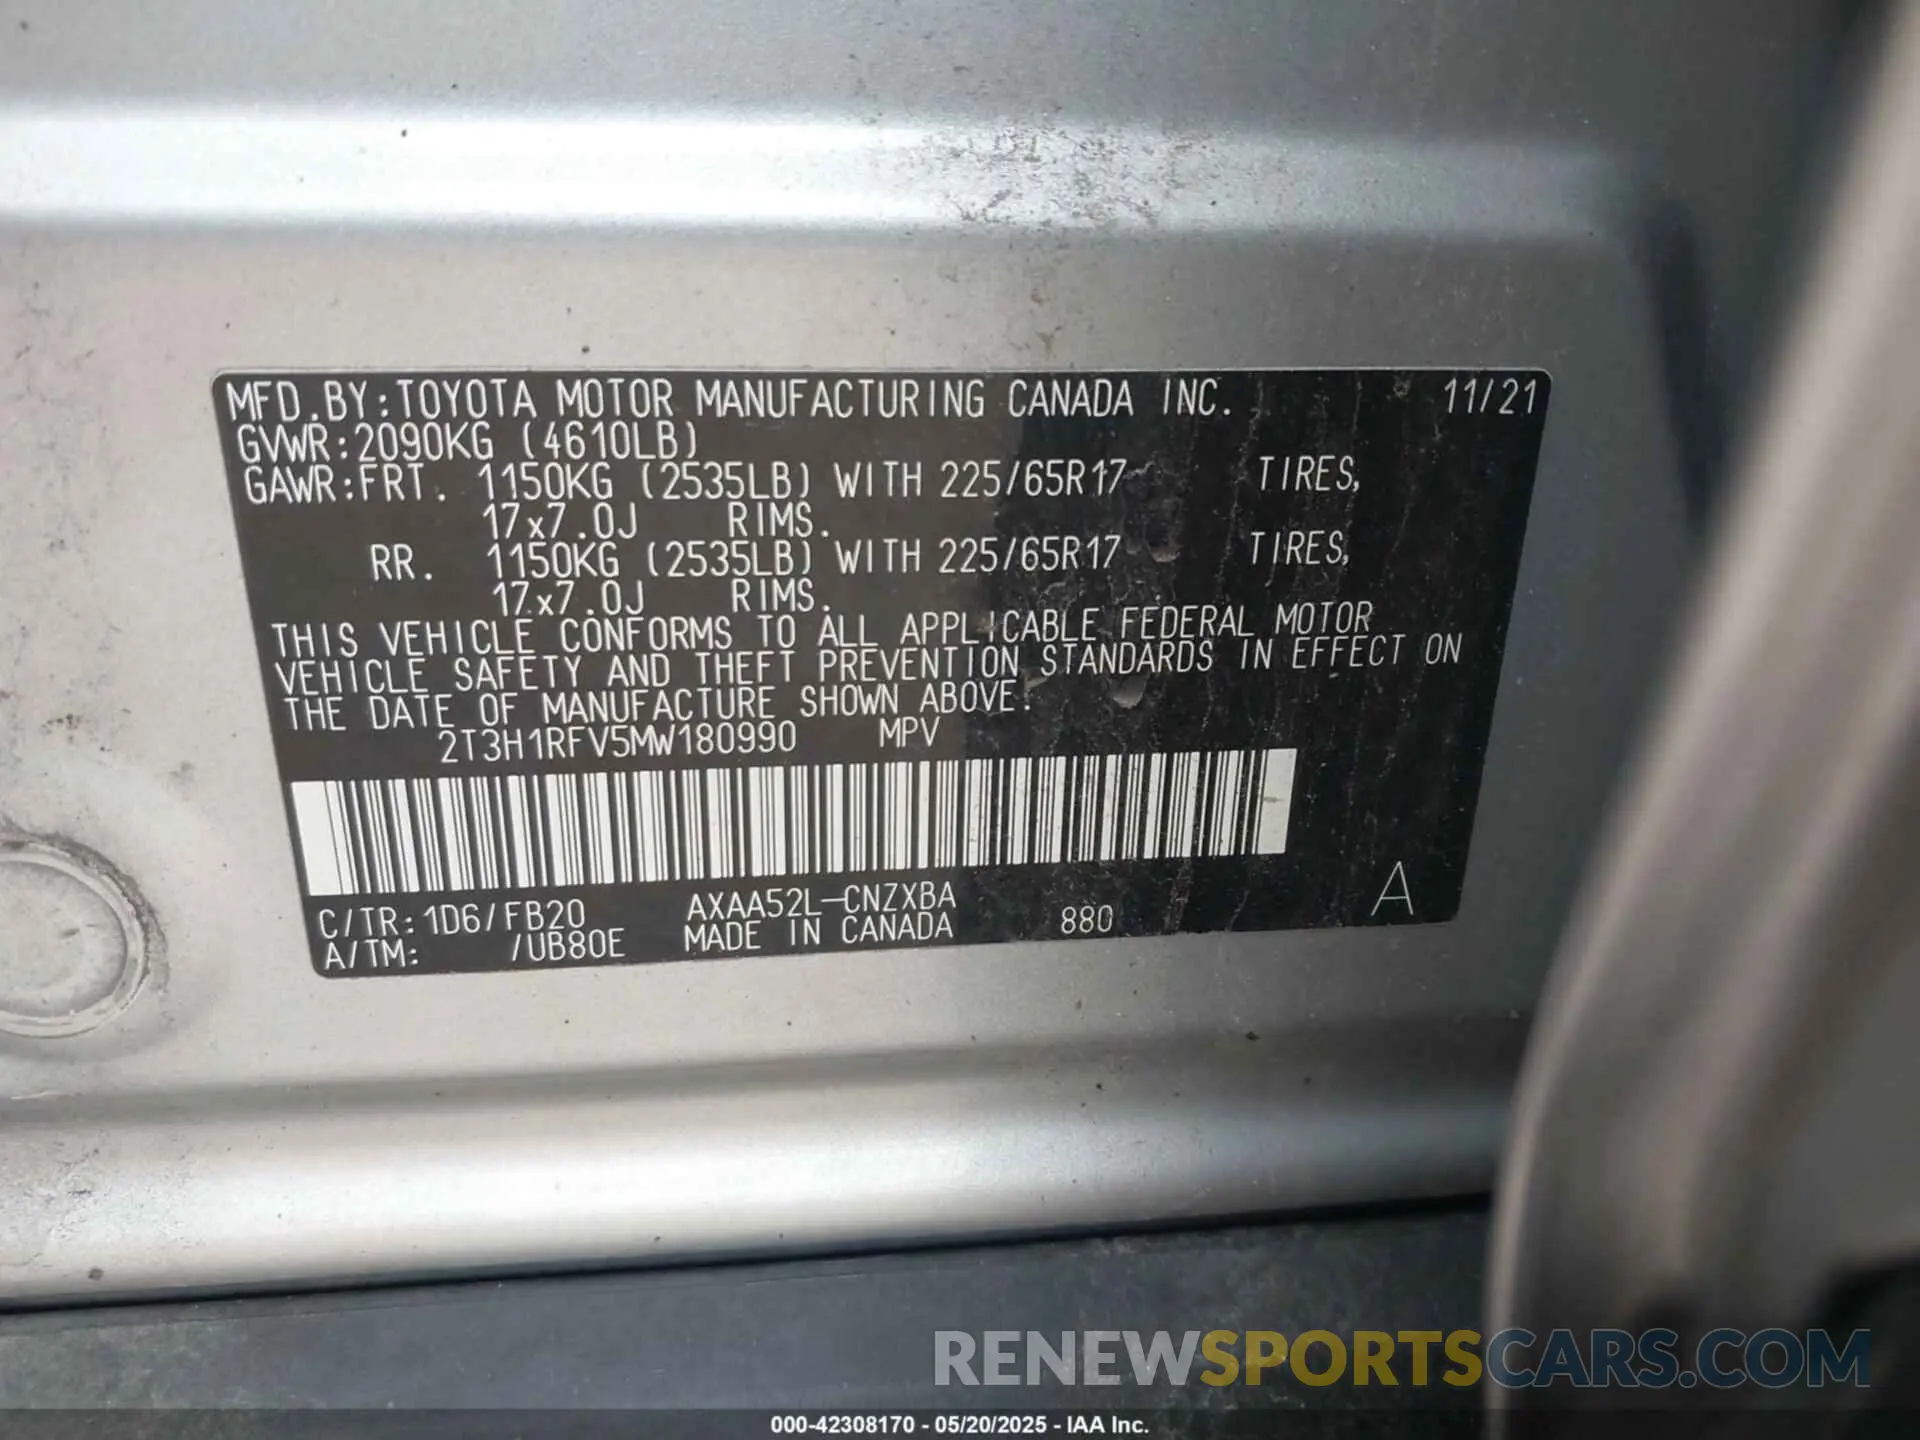 MFD.BY:TOYOTA MOTOR MANUFACTURING CANADA INC. 11/21
GVWR:2090KG (4610LB)
GAWR:FRT. 1150KG (2535LB) WITH 225/65R17 TIRES,
17x7.0J RIMS.
RR. 1150KG (2535LB) WITH 225/65R17 TIRES,
17x7.0J RIMS.
THIS VEHICLE CONFORMS TO ALL APPLICABLE FEDERAL MOTOR
VEHICLE SAFETY AND THEFT PREVENTION STANDARDS IN EFFECT ON
THE DATE OF MANUFACTURE SHOWN ABOVE.
2T3H1RFV5MW180990 MPV
C/TR:1D6/FB20 AXAA52L-CNZXBA 880 A
A/TM: /UB80E MADE IN CANADA
RENEWSPORTSCARS.COM
000-42308170 - 05/20/2025 - IAA Inc.